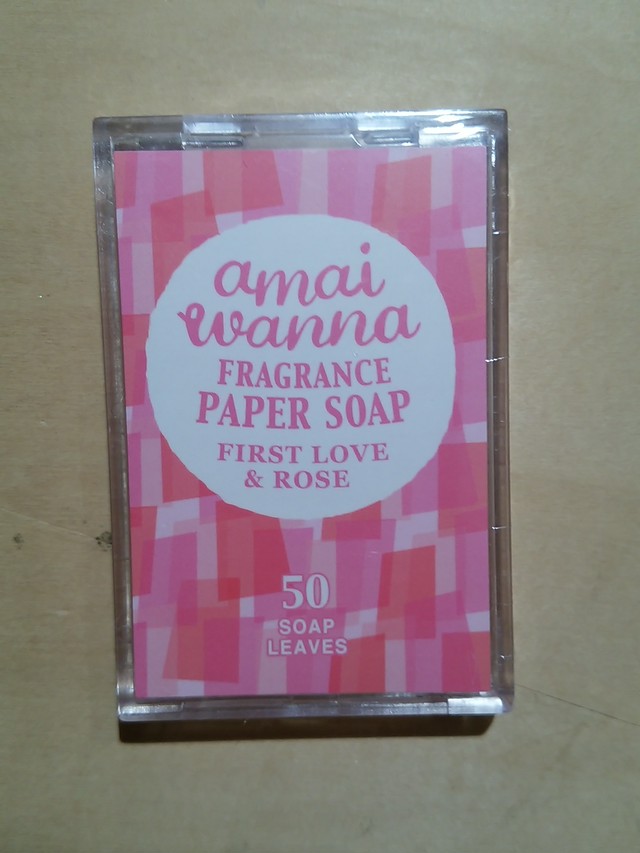 amai
wanna
FRAGRANCE
PAPER SOAP
FIRST LOVE
& ROSE
50
SOAP
LEAVES